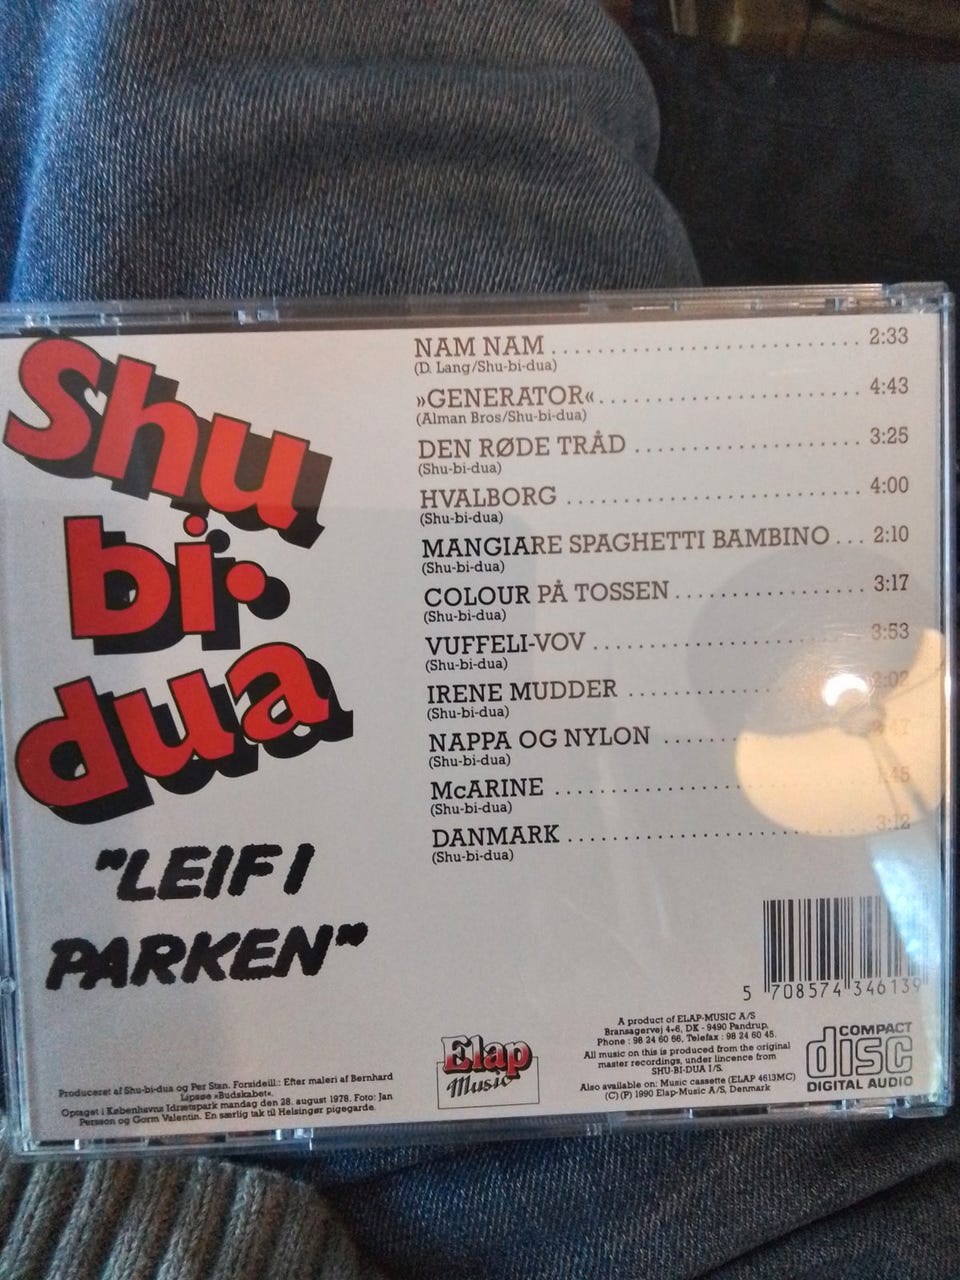 Shu
bi·
dua
"LEIF I
PARKEN"
NAM NAM 2:33
(D. Lang/Shu-bi-dua)
»GENERATOR« 4:43
(Alman Bros/Shu-bi-dua)
DEN RØDE TRÅD 3:25
(Shu-bi-dua)
HVALBORG 4:00
(Shu-bi-dua)
MANGIARE SPAGHETTI BAMBINO 2:10
(Shu-bi-dua)
COLOUR PÅ TOSSEN 3:17
(Shu-bi-dua)
VUFFELI-VOV 3:53
(Shu-bi-dua)
IRENE MUDDER 2:02
(Shu-bi-dua)
NAPPA OG NYLON
(Shu-bi-dua)
McARINE
(Shu-bi-dua)
DANMARK 3:12
(Shu-bi-dua)
5 708574 346139
Produceret af Shu-bi-dua og Per Stan. Forsideill.: Efter maleri af Bernhard
Lipsøe »Budskabet«.
Optaget i Københavns Idrætspark mandag den 28. august 1978. Foto: Jan
Persson og Gorm Valentin. En særlig tak til Helsingør pigegarde.
Elap
Music
A product of ELAP-MUSIC A/S
Bransagervej 4-6, DK - 9490 Pandrup,
Phone : 98 24 60 66, Telefax : 98 24 60 45.
All music on this is produced from the original
master recordings, under lincence from
SHU-BI-DUA I/S.
Also available on: Music cassette (ELAP 4613MC)
(C) (P) 1990 Elap-Music A/S, Denmark
COMPACT
disc
DIGITAL AUDIO